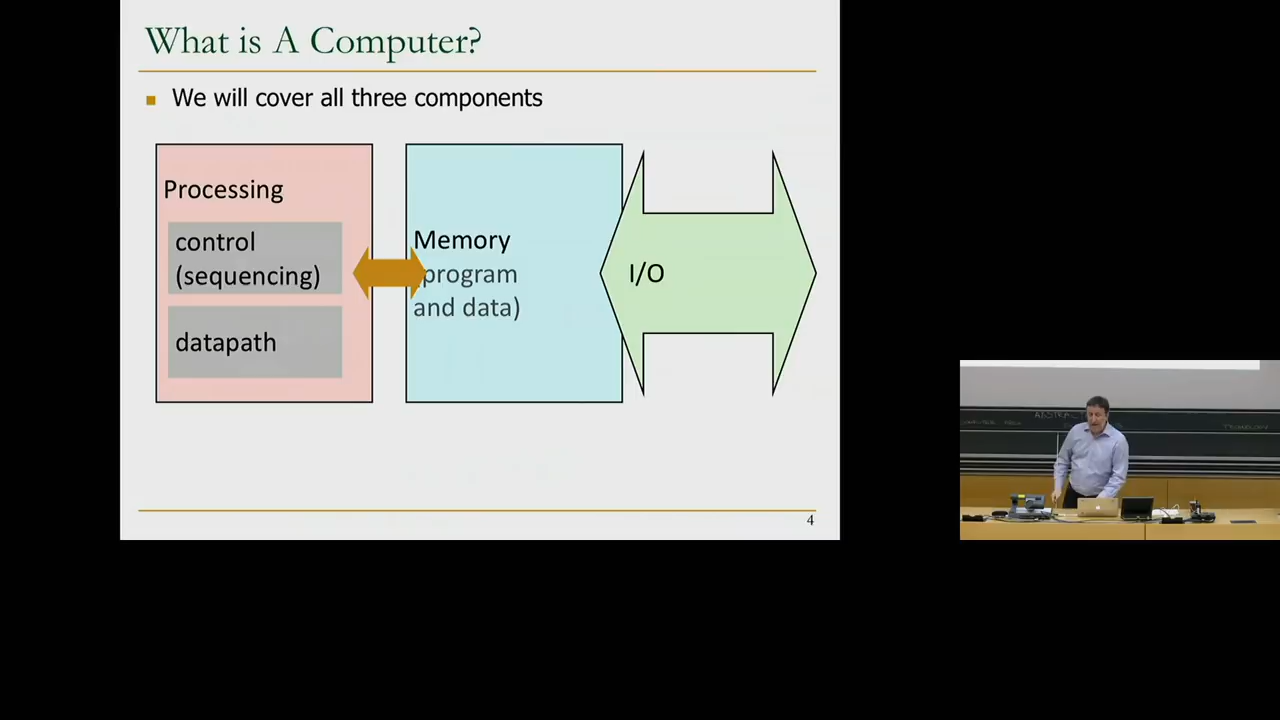 What is A Computer?
We will cover all three components
Processing
control
(sequencing)
datapath
Memory
program
and data)
I/O
4